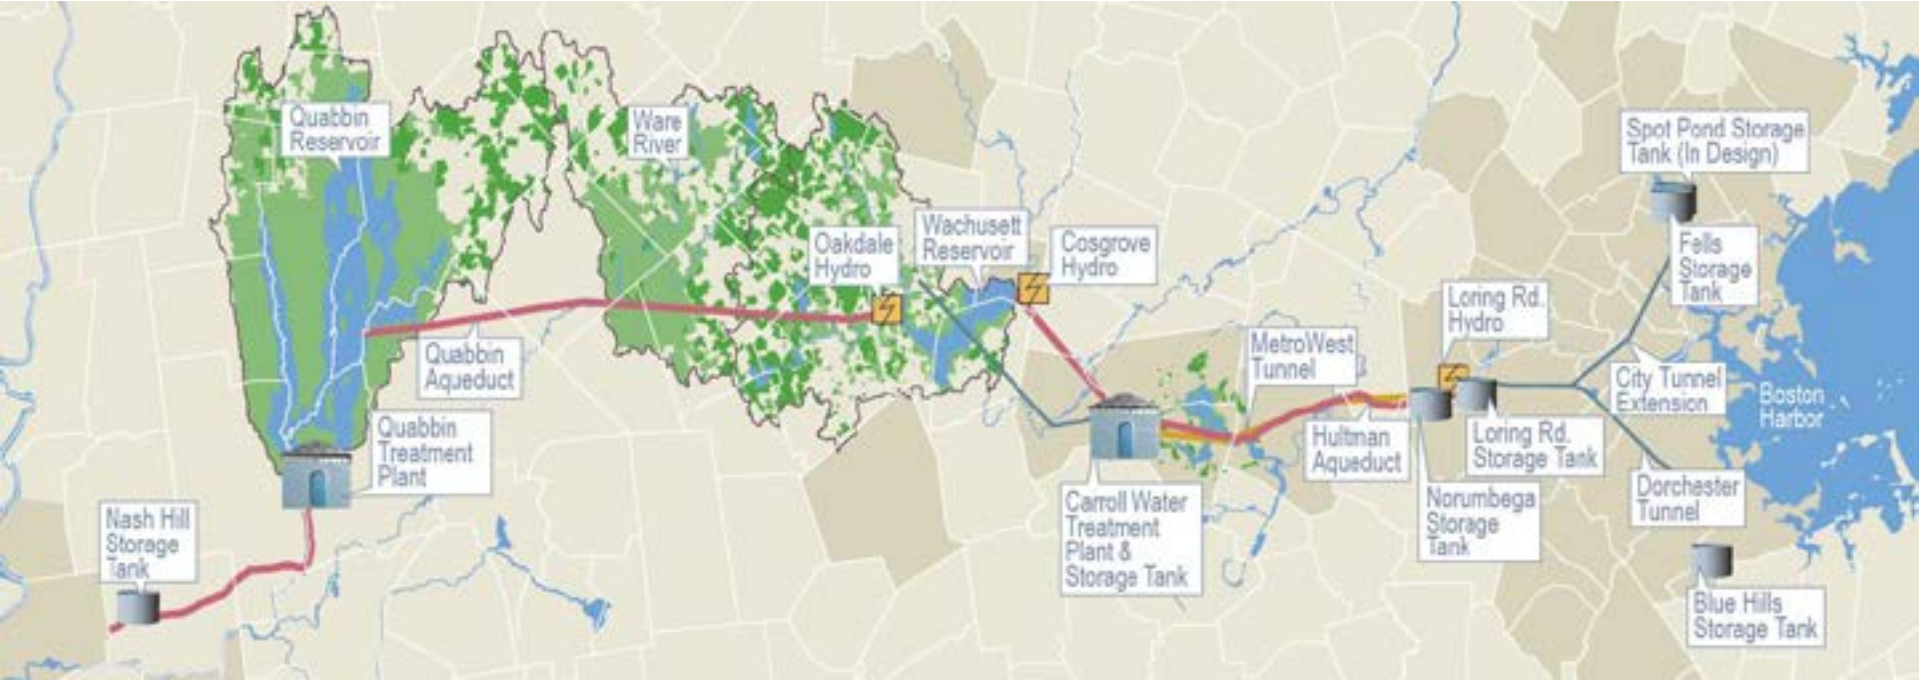 Quabbin
Reservoir
Ware
River
Spot Pond Storage
Tank (In Design)
Oakdale
Hydro
Wachusett
Reservoir
Cosgrove
Hydro
Fells
Storage
Tank
Loring Rd.
Hydro
Quabbin
Aqueduct
MetroWest
Tunnel
City Tunnel
Extension
Boston
Harbor
Quabbin
Treatment
Plant
Hultman
Aqueduct
Loring Rd.
Storage Tank
Nash Hill
Storage
Tank
Carroll Water
Treatment
Plant &
Storage Tank
Norumbega
Storage
Tank
Dorchester
Tunnel
Blue Hills
Storage Tank